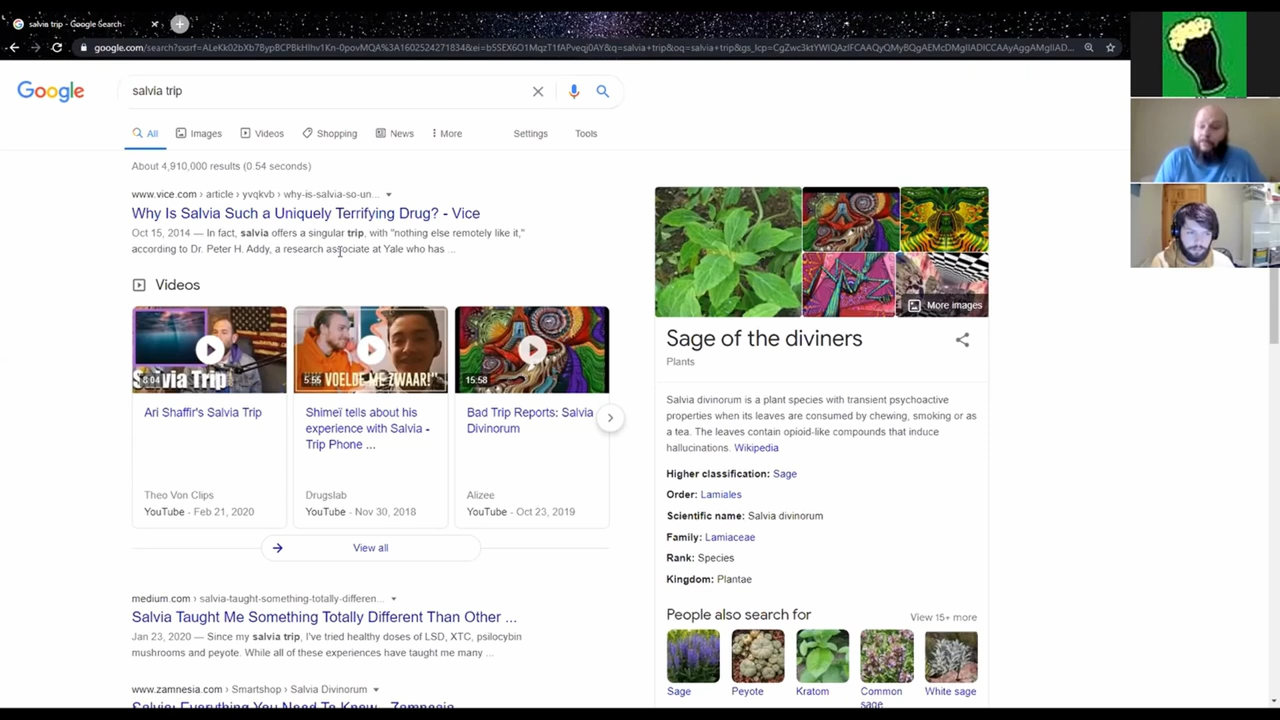 salvia trip - Google Search
google.com/search?sxsrf=ALeKk02bXb7BypBCPBkHlhv1Kn-0povMQA%3A1602524271834&ei=b5SEX6O1MqzT1fAPveqj0AY&q=salvia+trip&oq=salvia+trip&gs_lcp=
Google
salvia trip
All
Images
Videos
Shopping
News
More
Settings
Tools
About 4,910,000 results (0.54 seconds)
www.vice.com › article › yvqkvb › why-is-salvia-so-un...
Why Is Salvia Such a Uniquely Terrifying Drug? - Vice
Oct 15, 2014 — In fact, salvia offers a singular trip, with "nothing else remotely like it,"
according to Dr. Peter H. Addy, a research associate at Yale who has ...
Videos
8:04
Salvia Trip
Ari Shaffir's Salvia Trip
Theo Von Clips
YouTube - Feb 21, 2020
5:55
VOELDE ME ZWAAR!"
Shimeï tells about his
experience with Salvia -
Trip Phone ...
Drugslab
YouTube - Nov 30, 2018
15:58
Bad Trip Reports: Salvia
Divinorum
Alizee
YouTube - Oct 23, 2019
View all
medium.com › salvia-taught-something-totally-differen...
Salvia Taught Me Something Totally Different Than Other ...
Jan 23, 2020 — Since my salvia trip, I've tried healthy doses of LSD, XTC, psilocybin
mushrooms and peyote. While all of these experiences have taught me many ...
www.zamnesia.com › Smartshop › Salvia Divinorum
Salvia: Everything You Need To Know - Zamnesia
More images
Sage of the diviners
Plants
Salvia divinorum is a plant species with transient psychoactive
properties when its leaves are consumed by chewing, smoking or as
a tea. The leaves contain opioid-like compounds that induce
hallucinations. Wikipedia
Higher classification: Sage
Order: Lamiales
Scientific name: Salvia divinorum
Family: Lamiaceae
Rank: Species
Kingdom: Plantae
People also search for
View 15+ more
Sage
Peyote
Kratom
Common
sage
White sage